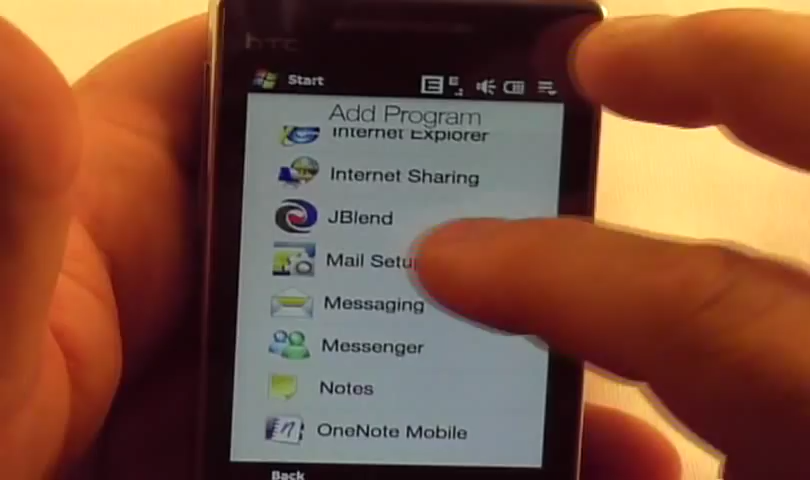 htc
Start
Add Program
Internet Explorer
Internet Sharing
JBlend
Mail Setup
Messaging
Messenger
Notes
OneNote Mobile
Back